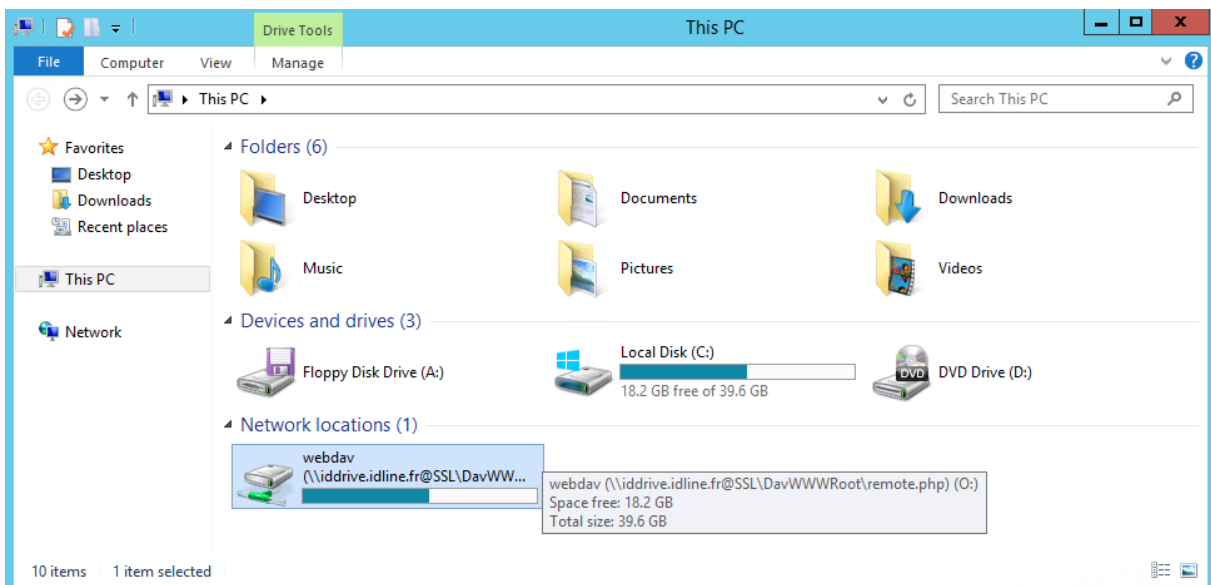 Drive Tools
This PC
File Computer View Manage
This PC
Search This PC
Favorites
Desktop
Downloads
Recent places
This PC
Network
Folders (6)
Desktop
Documents
Downloads
Music
Pictures
Videos
Devices and drives (3)
Floppy Disk Drive (A:)
Local Disk (C:)
18.2 GB free of 39.6 GB
DVD
DVD Drive (D:)
Network locations (1)
webdav
(\\iddrive.idline.fr@SSL\DavWW...
webdav (\\iddrive.idline.fr@SSL\DavWWWRoot\remote.php) (O:)
Space free: 18.2 GB
Total size: 39.6 GB
10 items 1 item selected